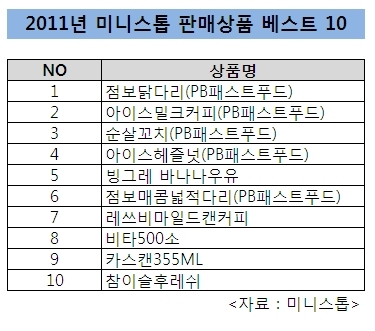 2011년 미니스톱 판매상품 베스트 10
NO 상품명
1 점보닭다리(PB패스트푸드)
2 아이스밀크커피(PB패스트푸드)
3 순살꼬치(PB패스트푸드)
4 아이스헤즐넛(PB패스트푸드)
5 빙그레 바나나우유
6 점보매콤넓적다리(PB패스트푸드)
7 레쓰비마일드캔커피
8 비타500소
9 카스캔355ML
10 참이슬후레쉬
<자료 : 미니스톱>